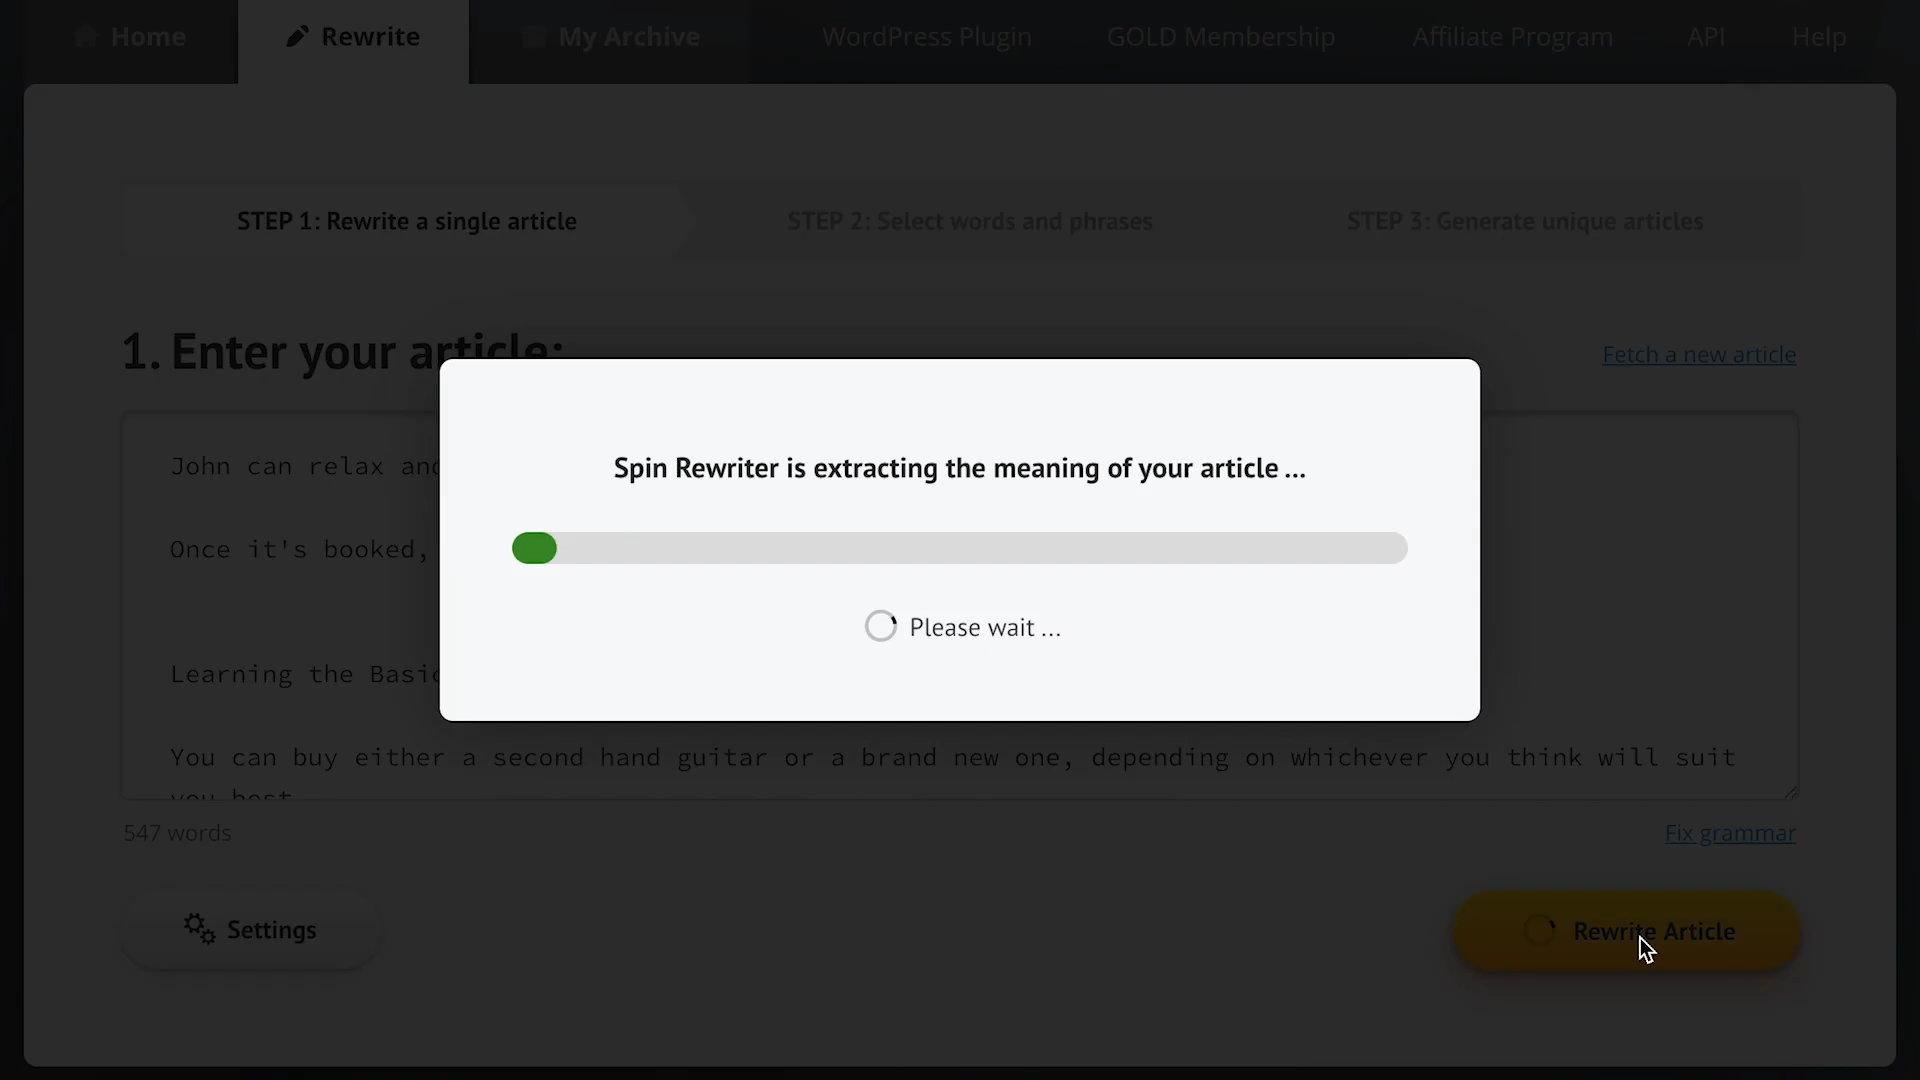 Home
Rewrite
My Archive
WordPress Plugin
GOLD Membership
Affiliate Program
API
Help
STEP 1: Rewrite a single article
STEP 2: Select words and phrases
STEP 3: Generate unique articles
1. Enter your article:
Fetch a new article
John can relax
Once it's booked,
Spin Rewriter is extracting the meaning of your article ...
Please wait ...
Learning the
You can buy either a second hand guitar or a brand new one, depending on whichever you think will suit
you best
547 words
Fix grammar
Settings
Rewrite Article